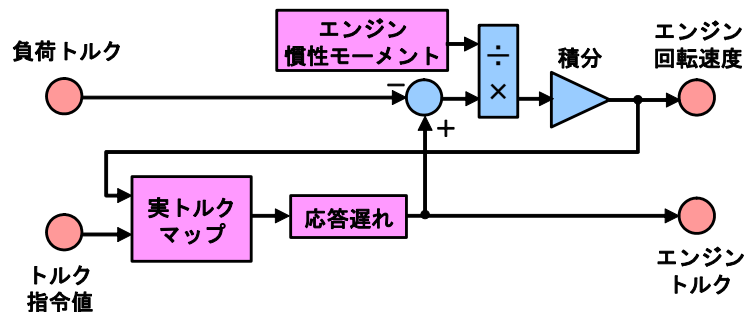 負荷トルク
エンジン
慣性モーメント
÷
×
積分
エンジン
回転速度
−
+
実トルク
マップ
応答遅れ
トルク
指令値
エンジン
トルク